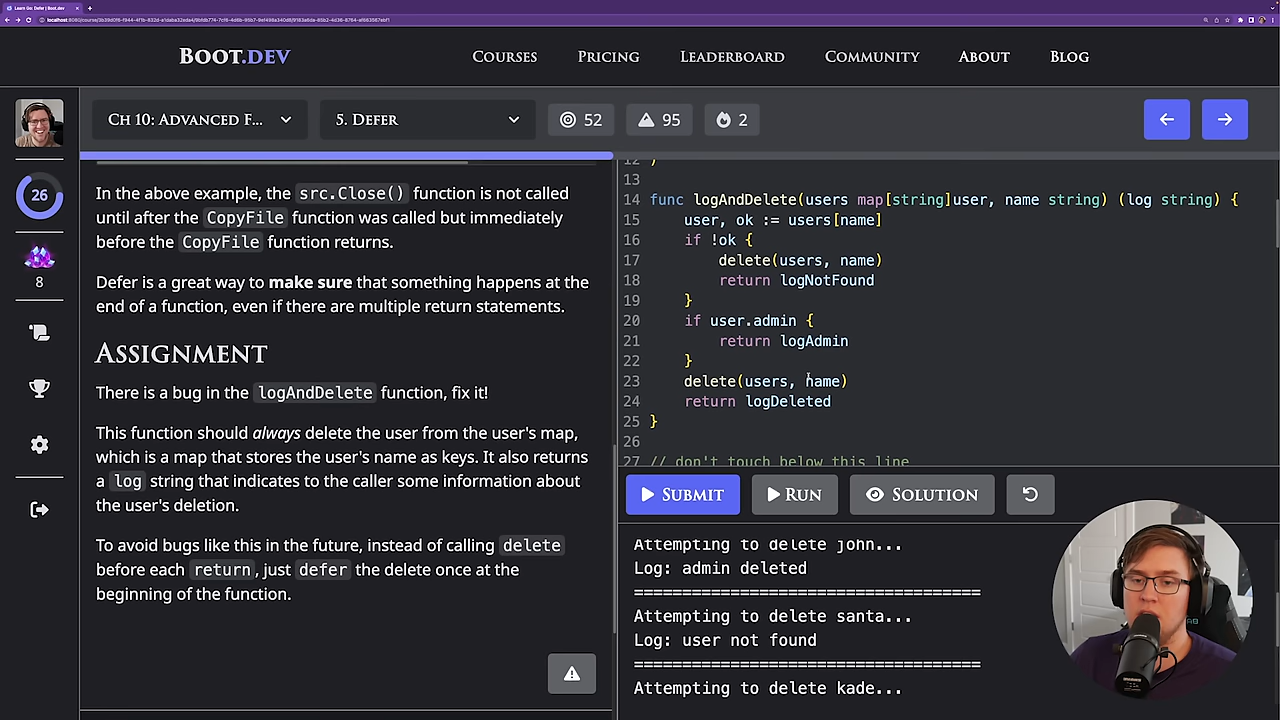 Learn Go: Defer | Boot.dev
BOOT.DEV
COURSES
PRICING
LEADERBOARD
COMMUNITY
ABOUT
BLOG
CH 10: ADVANCED F...
5. DEFER
52
95
2
26
8
In the above example, the src.Close() function is not called
until after the CopyFile function was called but immediately
before the CopyFile function returns.
Defer is a great way to make sure that something happens at the
end of a function, even if there are multiple return statements.
ASSIGNMENT
There is a bug in the logAndDelete function, fix it!
This function should always delete the user from the user's map,
which is a map that stores the user's name as keys. It also returns
a log string that indicates to the caller some information about
the user's deletion.
To avoid bugs like this in the future, instead of calling delete
before each return, just defer the delete once at the
beginning of the function.
12 }
13
14 func logAndDelete(users map[string]user, name string) (log string) {
15 user, ok := users[name]
16 if !ok {
17 delete(users, name)
18 return logNotFound
19 }
20 if user.admin {
21 return logAdmin
22 }
23 delete(users, name)
24 return logDeleted
25 }
26
27 // don't touch below this line
SUBMIT
RUN
SOLUTION
Attempting to delete john...
Log: admin deleted
==================================
Attempting to delete santa...
Log: user not found
==================================
Attempting to delete kade...